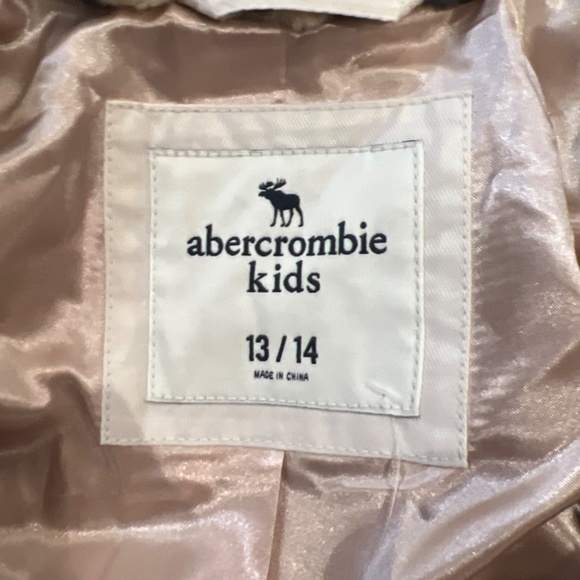 abercrombie
kids
13 / 14
MADE IN CHINA